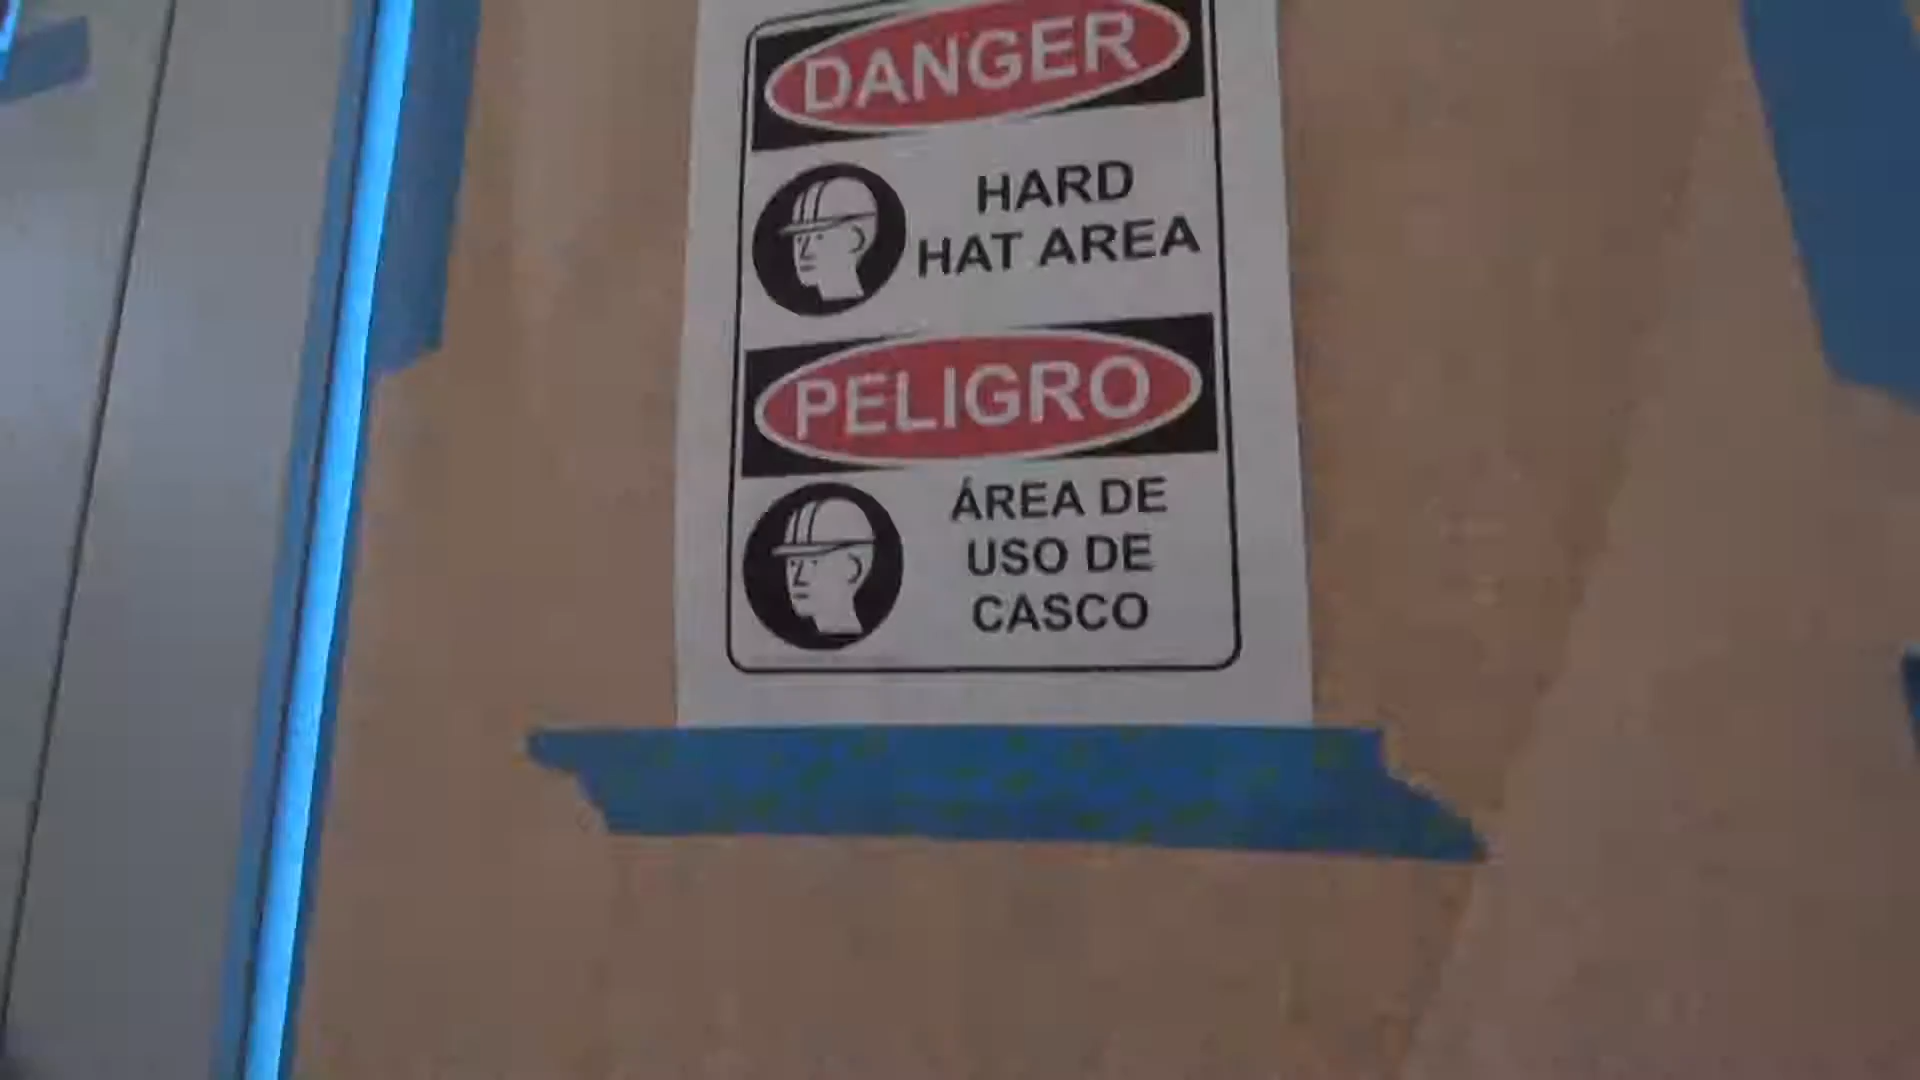 DANGER
HARD
HAT AREA
PELIGRO
ÁREA DE
USO DE
CASCO